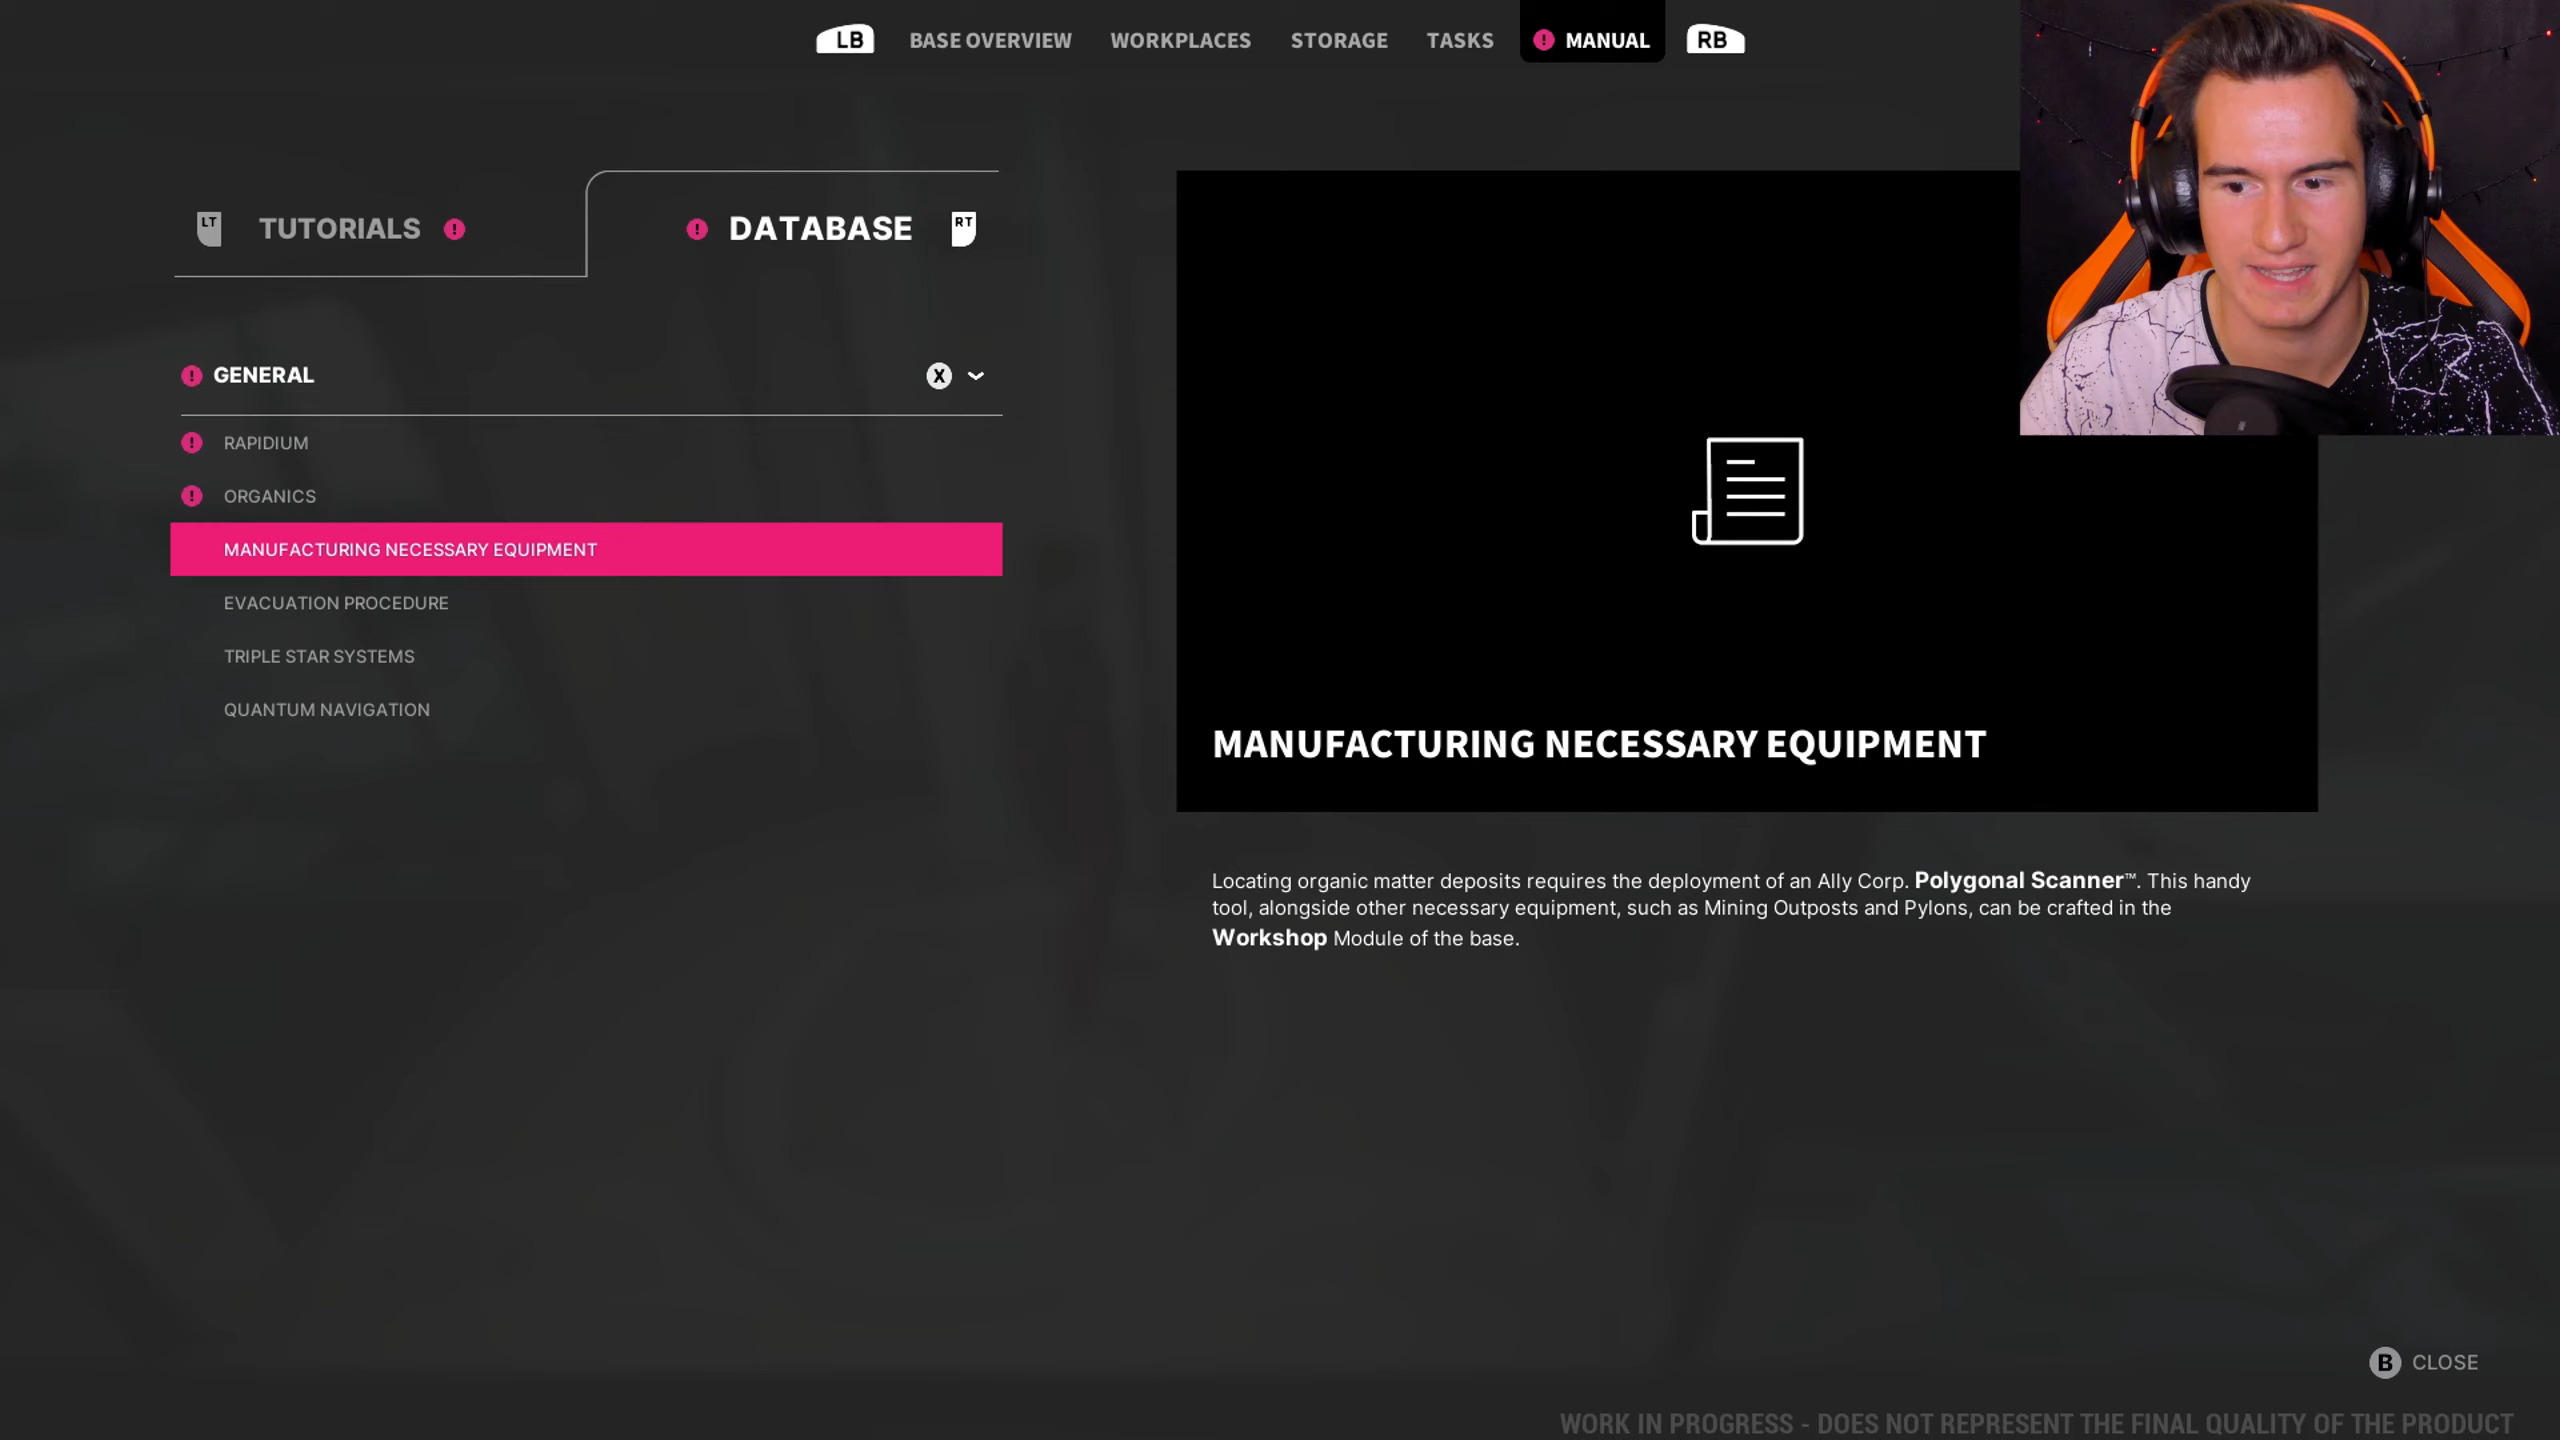 LB BASE OVERVIEW WORKPLACES STORAGE TASKS ! MANUAL RB
LT TUTORIALS !
! DATABASE RT
! GENERAL X
! RAPIDIUM
! ORGANICS
MANUFACTURING NECESSARY EQUIPMENT
EVACUATION PROCEDURE
TRIPLE STAR SYSTEMS
QUANTUM NAVIGATION
MANUFACTURING NECESSARY EQUIPMENT
Locating organic matter deposits requires the deployment of an Ally Corp. Polygonal Scanner™. This handy
tool, alongside other necessary equipment, such as Mining Outposts and Pylons, can be crafted in the
Workshop Module of the base.
B CLOSE
WORK IN PROGRESS - DOES NOT REPRESENT THE FINAL QUALITY OF THE PRODUCT